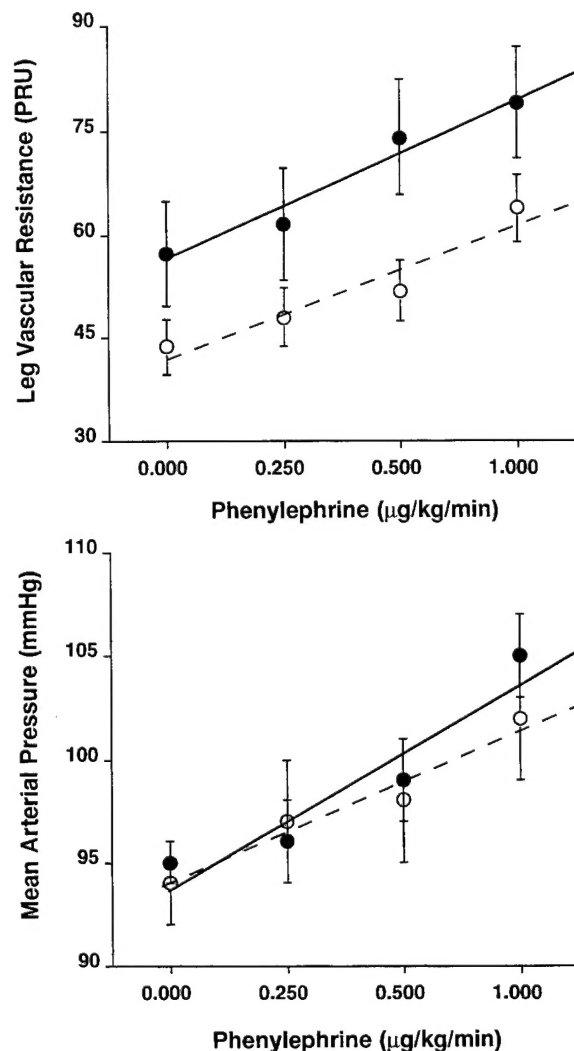 90
75
60
45
30
Leg Vascular Resistance (PRU)
0.000 0.250 0.500 1.000
Phenylephrine (μg/kg/min)
110
105
100
95
90
Mean Arterial Pressure (mmHg)
0.000 0.250 0.500 1.000
Phenylephrine (μg/kg/min)